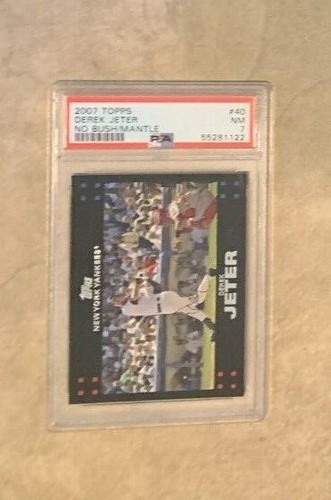 2007 TOPPS #40
DEREK JETER NM
NO BUSH/MANTLE 7
PSA 55281122
Topps
NEW YORK YANKEES®
DEREK
JETER